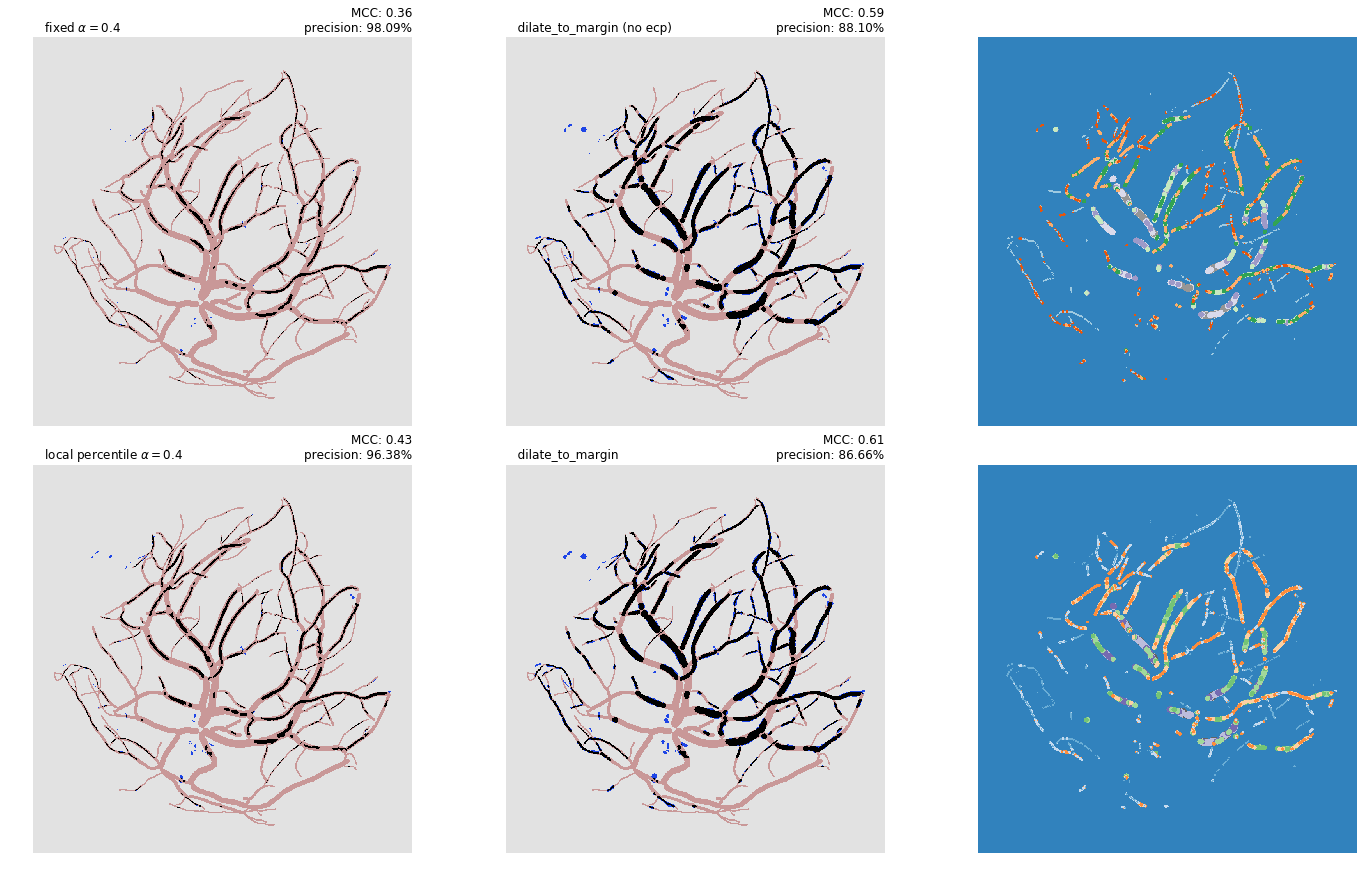 MCC: 0.36
fixed α = 0.4 precision: 98.09%
MCC: 0.59
dilate_to_margin (no ecp) precision: 88.10%
MCC: 0.43
local percentile α = 0.4 precision: 96.38%
MCC: 0.61
dilate_to_margin precision: 86.66%